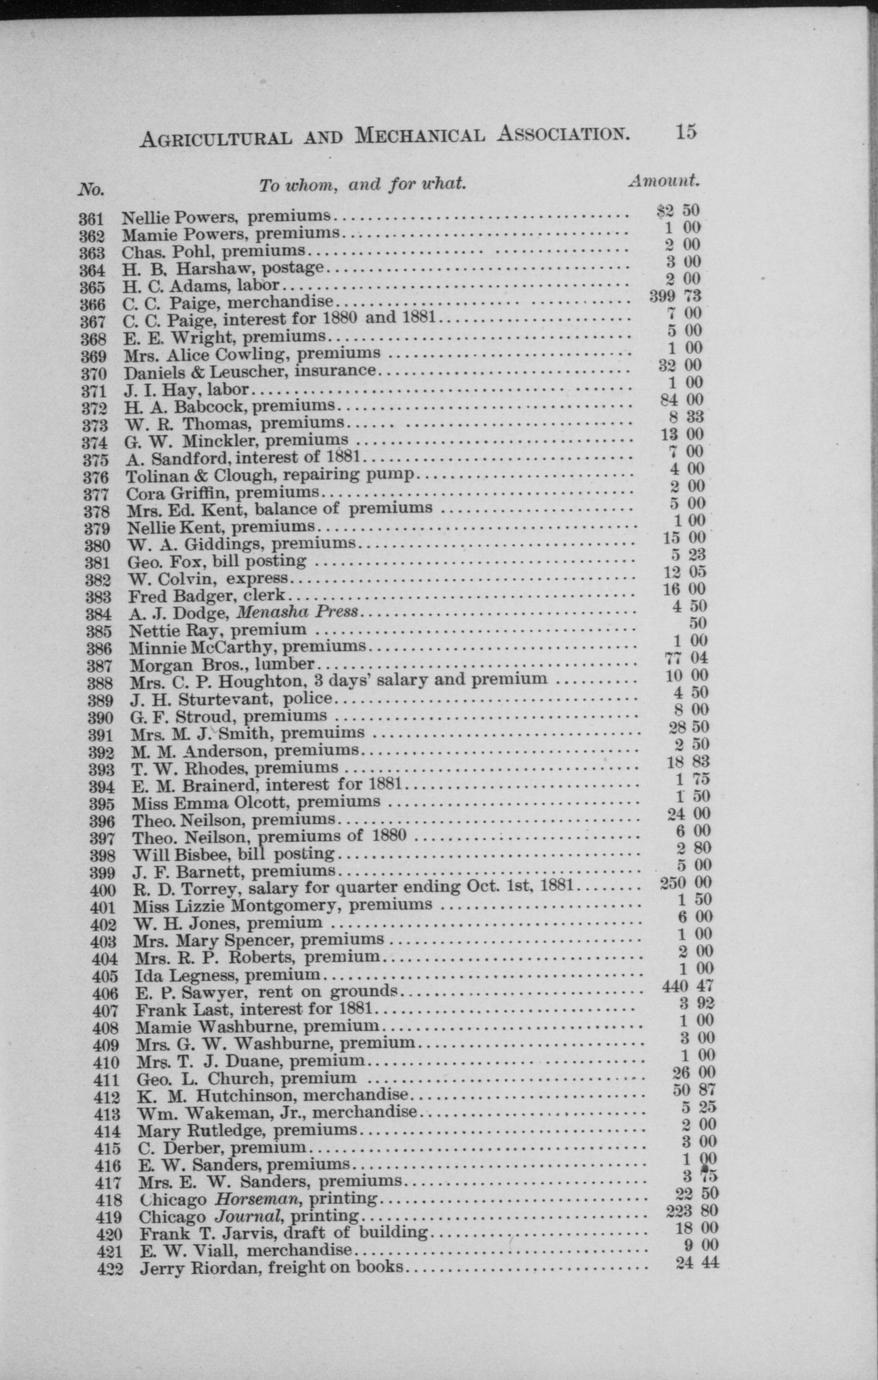 AGRICULTURAL AND MECHANICAL ASSOCIATION. 15
No. To whom, and for what. Amount.
361 Nellie Powers, premiums $2 50
362 Mamie Powers, premiums 1 00
363 Chas. Pohl, premiums 2 00
364 H. B. Harshaw, postage 3 00
365 H. C. Adams, labor 2 00
366 C. C. Paige, merchandise 399 73
367 C. C. Paige, interest for 1880 and 1881 7 00
368 E. E. Wright, premiums 5 00
369 Mrs. Alice Cowling, premiums 1 00
370 Daniels & Leuscher, insurance 32 00
371 J. I. Hay, labor 1 00
372 H. A. Babcock, premiums 84 00
373 W. R. Thomas, premiums 8 33
374 G. W. Minckler, premiums 13 00
375 A. Sandford, interest of 1881 7 00
376 Tolinan & Clough, repairing pump 4 00
377 Cora Griffin, premiums 2 00
378 Mrs. Ed. Kent, balance of premiums 5 00
379 Nellie Kent, premiums 1 00
380 W. A. Giddings, premiums 15 00
381 Geo. Fox, bill posting 5 23
382 W. Colvin, express 12 05
383 Fred Badger, clerk 16 00
384 A. J. Dodge, Menasha Press 4 50
385 Nettie Ray, premium 50
386 Minnie McCarthy, premiums 1 00
387 Morgan Bros., lumber 77 04
388 Mrs. C. P. Houghton, 3 days' salary and premium 10 00
389 J. H. Sturtevant, police 4 50
390 G. F. Stroud, premiums 8 00
391 Mrs. M. J. Smith, premuims 28 50
392 M. M. Anderson, premiums 2 50
393 T. W. Rhodes, premiums 18 83
394 E. M. Brainerd, interest for 1881 1 75
395 Miss Emma Olcott, premiums 1 50
396 Theo. Neilson, premiums 24 00
397 Theo. Neilson, premiums of 1880 6 00
398 Will Bisbee, bill posting 2 80
399 J. F. Barnett, premiums 5 00
400 R. D. Torrey, salary for quarter ending Oct. 1st, 1881 250 00
401 Miss Lizzie Montgomery, premiums 1 50
402 W. H. Jones, premium 6 00
403 Mrs. Mary Spencer, premiums 1 00
404 Mrs. R. P. Roberts, premium 2 00
405 Ida Legness, premium 1 00
406 E. P. Sawyer, rent on grounds 440 47
407 Frank Last, interest for 1881 3 92
408 Mamie Washburne, premium 1 00
409 Mrs. G. W. Washburne, premium 3 00
410 Mrs. T. J. Duane, premium 1 00
411 Geo. L. Church, premium 26 00
412 K. M. Hutchinson, merchandise 50 87
413 Wm. Wakeman, Jr., merchandise 5 25
414 Mary Rutledge, premiums 2 00
415 C. Derber, premium 3 00
416 E. W. Sanders, premiums 1 00
417 Mrs. E. W. Sanders, premiums 3 75
418 Chicago Horseman, printing 22 50
419 Chicago Journal, printing 223 80
420 Frank T. Jarvis, draft of building 18 00
421 E. W. Viall, merchandise 9 00
422 Jerry Riordan, freight on books 24 44